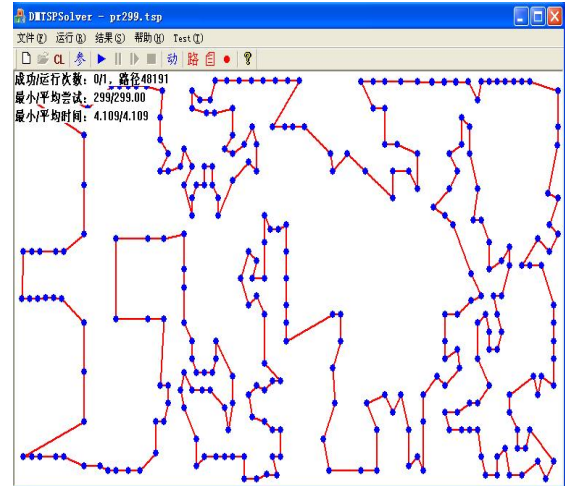 DMTSPSolver - pr299.tsp
文件(F) 运行(R) 结果(S) 帮助(H) Test(T)
CL 参 动 路
成功/运行次数: 0/1, 路径48191
最小/平均尝试: 299/299.00
最小/平均时间: 4.109/4.109